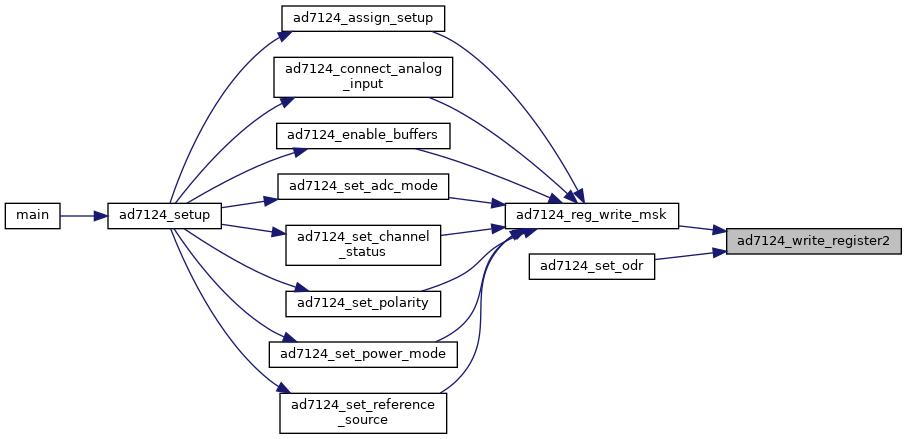 ad7124_assign_setup
ad7124_connect_analog
_input
ad7124_enable_buffers
ad7124_set_adc_mode
main
ad7124_setup
ad7124_reg_write_msk
ad7124_set_channel
_status
ad7124_write_register2
ad7124_set_odr
ad7124_set_polarity
ad7124_set_power_mode
ad7124_set_reference
_source